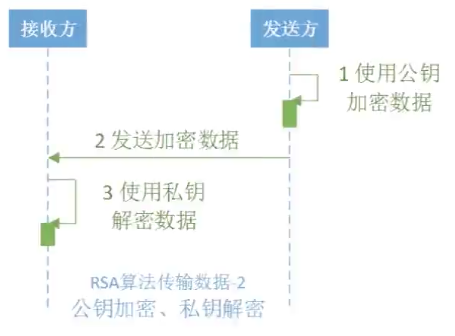 接收方
发送方
1 使用公钥
加密数据
2 发送加密数据
3 使用私钥
解密数据
RSA算法传输数据-2
公钥加密、私钥解密